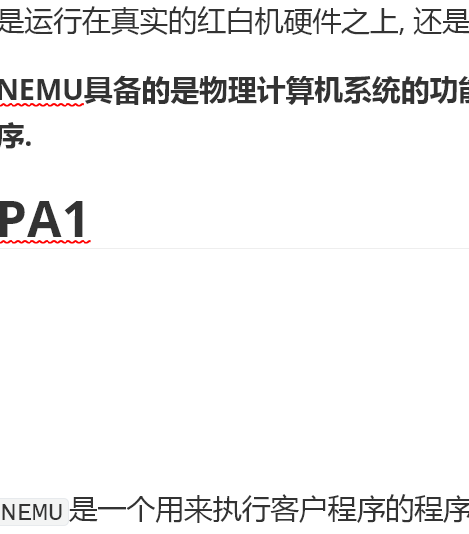 是运行在真实的红白机硬件之上, 还是
NEMU具备的是物理计算机系统的功能
序.
PA1
NEMU是一个用来执行客户程序的程序